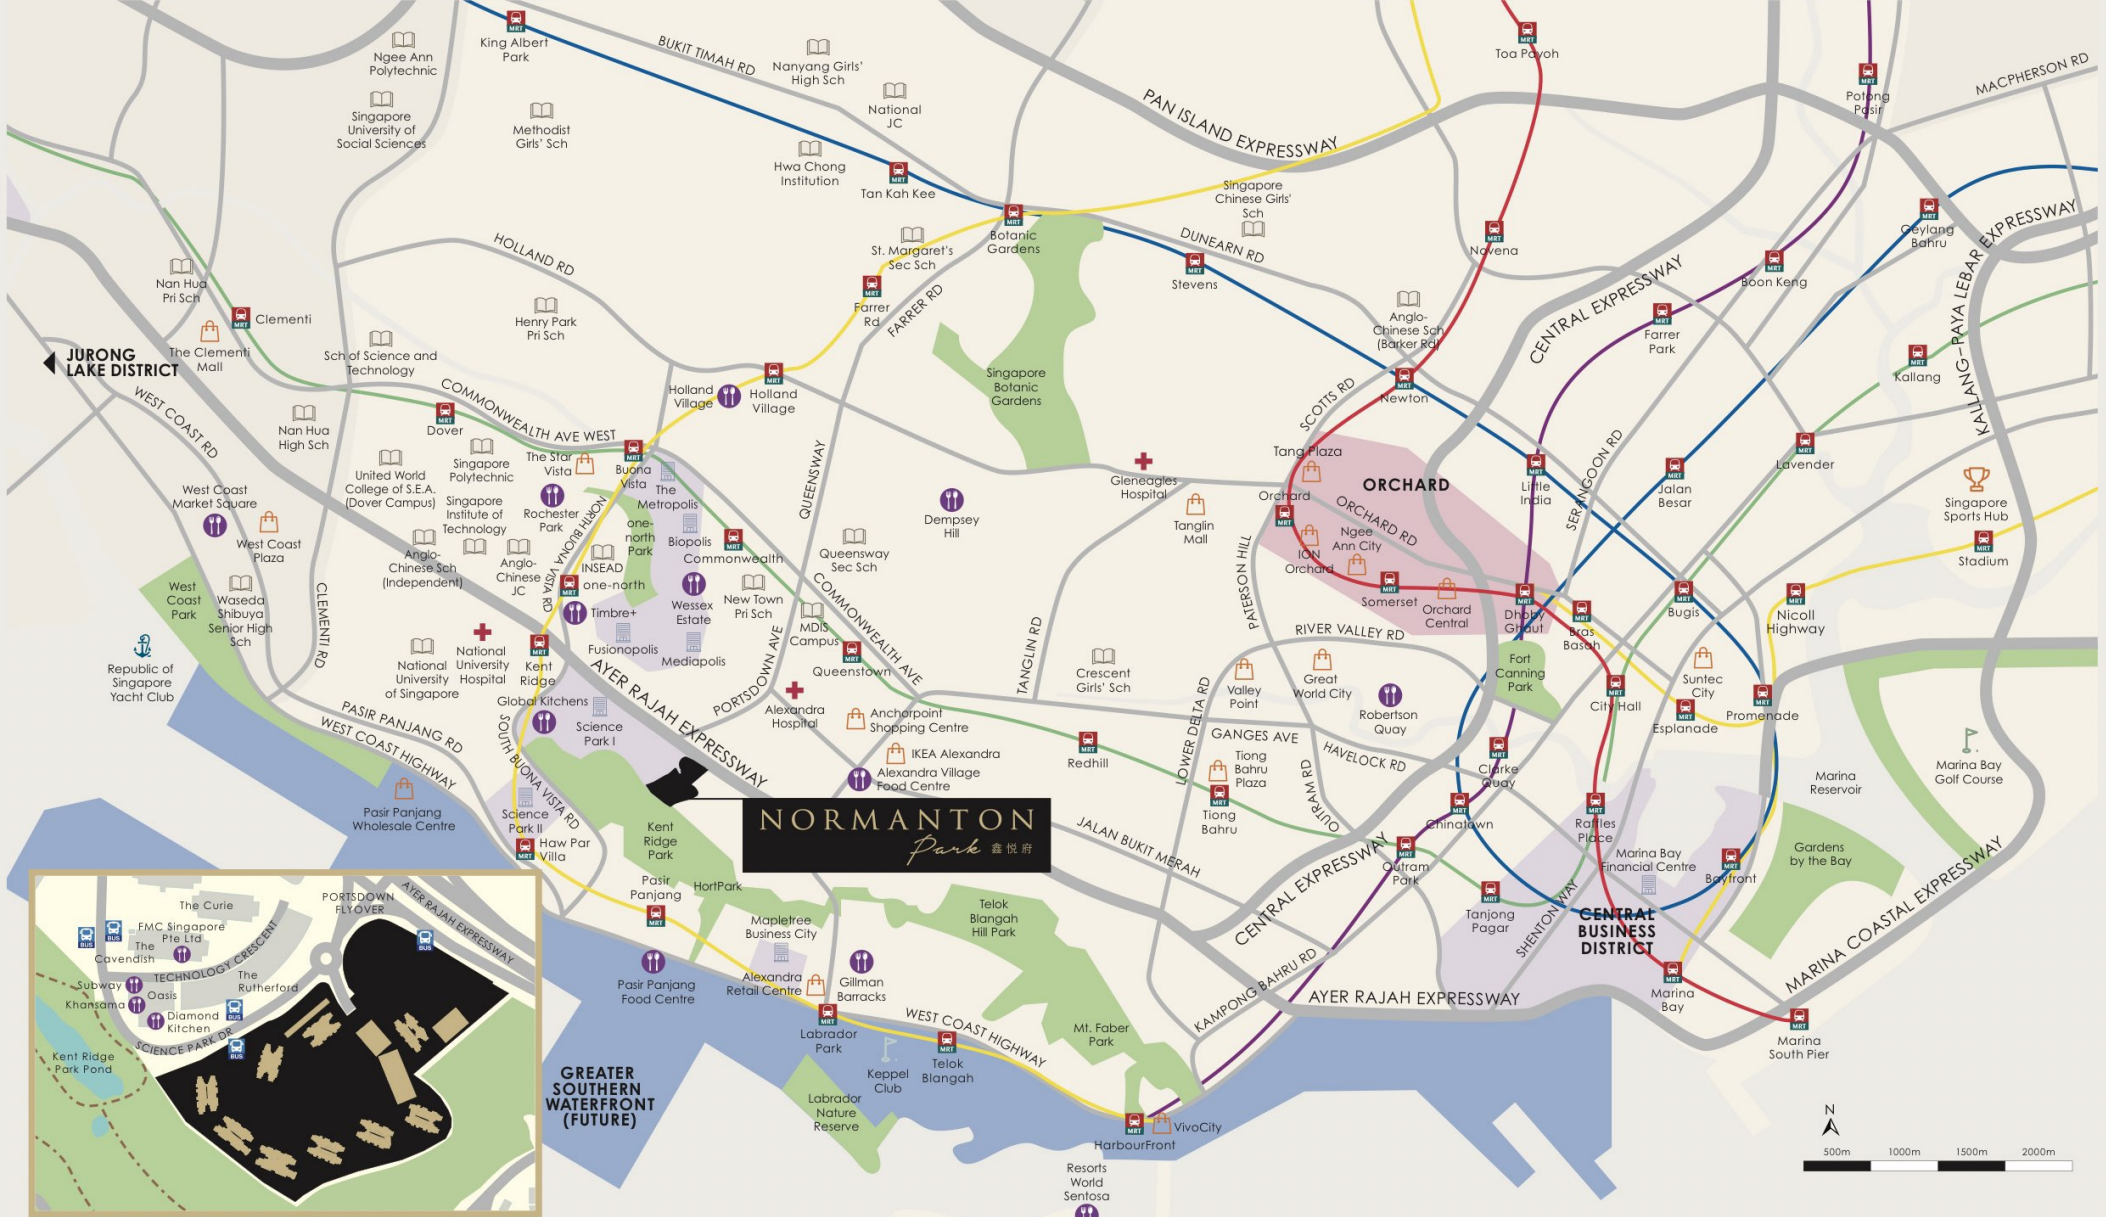 King Albert
Park
Ngee Ann
Polytechnic
BUKIT TIMAH RD
Nanyang Girls'
High Sch
Toa Payoh
MACPHERSON RD
Potong
Pasir
Singapore
University of
Social Sciences
Methodist
Girls' Sch
National
JC
PAN ISLAND EXPRESSWAY
Hwa Chong
Institution
Tan Kah Kee
Singapore
Chinese Girls'
Sch
HOLLAND RD
St. Margaret's
Sec Sch
Botanic
Gardens
DUNEARN RD
Stevens
Novena
Boon Keng
Geylang
Bahru
KALLANG–PAYA LEBAR EXPRESSWAY
Nan Hua
Pri Sch
Clementi
The Clementi
Mall
JURONG
LAKE DISTRICT
Sch of Science and
Technology
Henry Park
Pri Sch
Farrer
Rd
FARRER RD
Anglo-
Chinese Sch
(Barker Rd)
CENTRAL EXPRESSWAY
Farrer
Park
Kallang
WEST COAST RD
Nan Hua
High Sch
COMMONWEALTH AVE WEST
Dover
Holland
Village
Holland
Village
Singapore
Botanic
Gardens
SCOTTS RD
Newton
Tang Plaza
ORCHARD
Lavender
West Coast
Market Square
West Coast
Plaza
United World
College of S.E.A.
(Dover Campus)
Singapore
Polytechnic
The Star
Vista
Buona
Vista
The
Metropolis
Singapore
Institute of
Technology
Rochester
Park
NORTH BUONA VISTA RD
one-
north
Park
Biopolis
Commonwealth
QUEENSWAY
Dempsey
Hill
Gleneagles
Hospital
Tanglin
Mall
Orchard
ORCHARD RD
Ngee
Ann City
ION
Orchard
Little
India
SERANGOON RD
Jalan
Besar
Singapore
Sports Hub
Stadium
Anglo-
Chinese Sch
(Independent)
Anglo-
Chinese
JC
INSEAD
one-north
Queensway
Sec Sch
COMMONWEALTH AVE
PATERSON HILL
Somerset
Orchard
Central
Dhoby
Ghaut
Bras
Basah
Bugis
Nicoll
Highway
West
Coast
Park
Waseda
Shibuya
Senior High
Sch
CLEMENTI RD
Timbre+
Wessex
Estate
New Town
Pri Sch
MDIS
Campus
Fusionopolis
Mediapolis
Queenstown
PORTSDOWN AVE
TANGLIN RD
RIVER VALLEY RD
Republic of
Singapore
Yacht Club
National
University
of Singapore
National
University
Hospital
Kent
Ridge
AYER RAJAH EXPRESSWAY
Alexandra
Hospital
Crescent
Girls' Sch
LOWER DELTA RD
Valley
Point
Great
World City
Robertson
Quay
Fort
Canning
Park
City Hall
Suntec
City
Esplanade
Promenade
PASIR PANJANG RD
WEST COAST HIGHWAY
Global Kitchens
SOUTH BUONA VISTA RD
Science
Park I
Anchorpoint
Shopping Centre
IKEA Alexandra
Alexandra Village
Food Centre
Redhill
GANGES AVE
HAVELOCK RD
Tiong
Bahru
Plaza
OUTRAM RD
Clarke
Quay
Marina Bay
Golf Course
Marina
Reservoir
Pasir Panjang
Wholesale Centre
Science
Park II
NORMANTON
Park 鑫悦府
Tiong
Bahru
Chinatown
Raffles
Place
Haw Par
Villa
Kent
Ridge
Park
JALAN BUKIT MERAH
Outram
Park
Marina Bay
Financial Centre
Bayfront
Gardens
by the Bay
MARINA COASTAL EXPRESSWAY
Pasir
Panjang
HortPark
Mapletree
Business City
Telok
Blangah
Hill Park
CENTRAL EXPRESSWAY
Tanjong
Pagar
SHENTON WAY
CENTRAL
BUSINESS
DISTRICT
Pasir Panjang
Food Centre
Alexandra
Retail Centre
Gillman
Barracks
KAMPONG BAHRU RD
AYER RAJAH EXPRESSWAY
Marina
Bay
Labrador
Park
WEST COAST HIGHWAY
Keppel
Club
Telok
Blangah
Mt. Faber
Park
Marina
South Pier
GREATER
SOUTHERN
WATERFRONT
(FUTURE)
Labrador
Nature
Reserve
HarbourFront
VivoCity
Resorts
World
Sentosa
N
500m 1000m 1500m 2000m
PORTSDOWN
FLYOVER
AYER RAJAH EXPRESSWAY
The Curie
FMC Singapore
Pte Ltd
The
Cavendish
TECHNOLOGY CRESCENT
The
Rutherford
Subway
Oasis
Khansama
Diamond
Kitchen
SCIENCE PARK DR
Kent Ridge
Park Pond
BUS
BUS
BUS
BUS
BUS